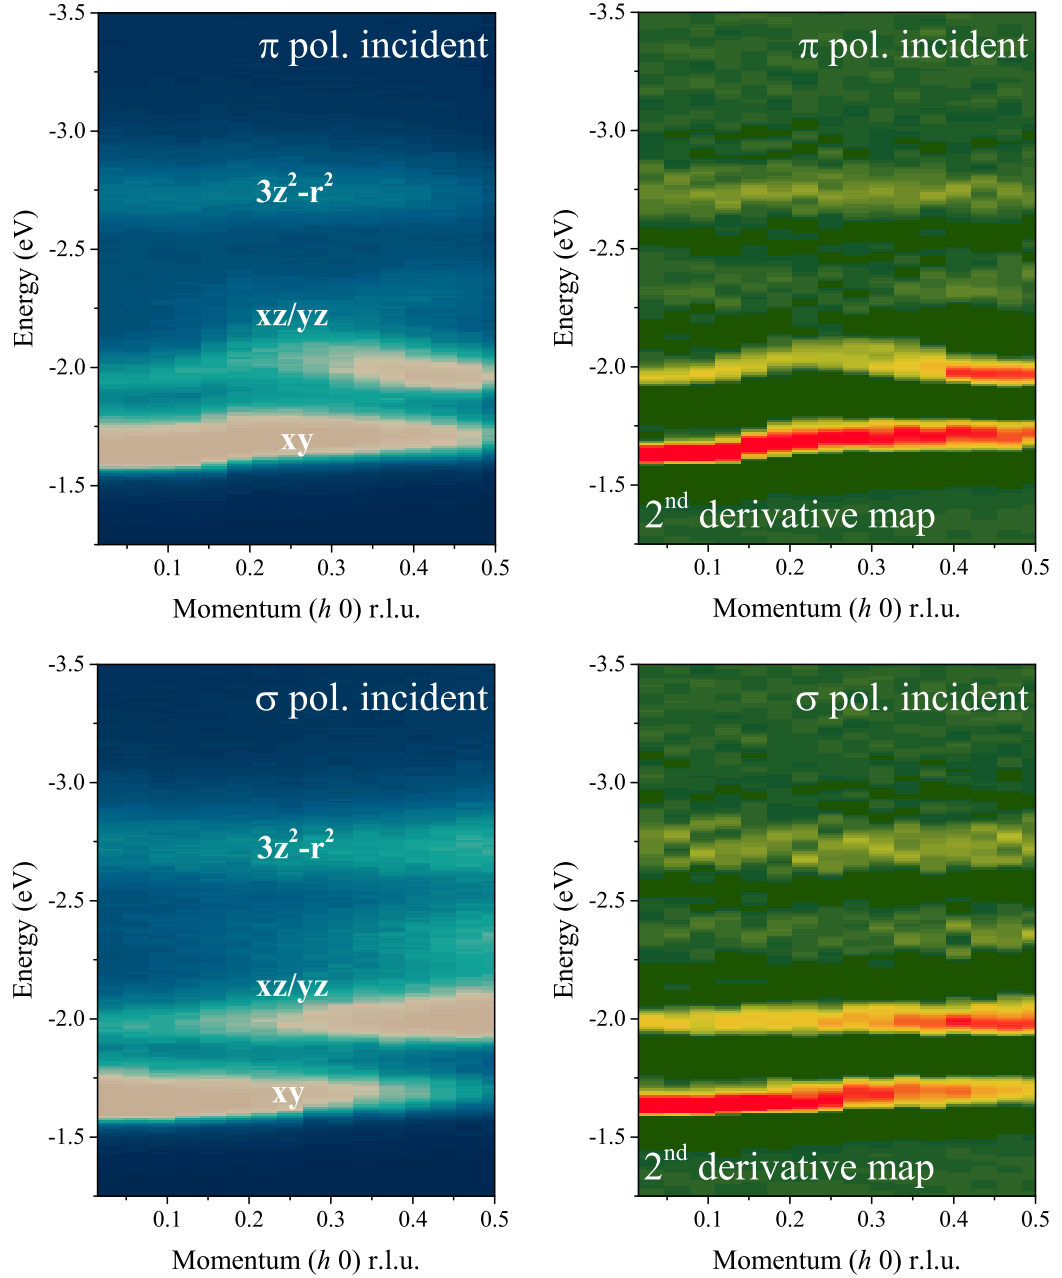 π pol. incident
3z²-r²
xz/yz
xy
-3.5
-3.0
-2.5
-2.0
-1.5
Energy (eV)
0.1 0.2 0.3 0.4 0.5
Momentum (h 0) r.l.u.
π pol. incident
2nd derivative map
-3.5
-3.0
-2.5
-2.0
-1.5
Energy (eV)
0.1 0.2 0.3 0.4 0.5
Momentum (h 0) r.l.u.
σ pol. incident
3z²-r²
xz/yz
xy
-3.5
-3.0
-2.5
-2.0
-1.5
Energy (eV)
0.1 0.2 0.3 0.4 0.5
Momentum (h 0) r.l.u.
σ pol. incident
2nd derivative map
-3.5
-3.0
-2.5
-2.0
-1.5
Energy (eV)
0.1 0.2 0.3 0.4 0.5
Momentum (h 0) r.l.u.